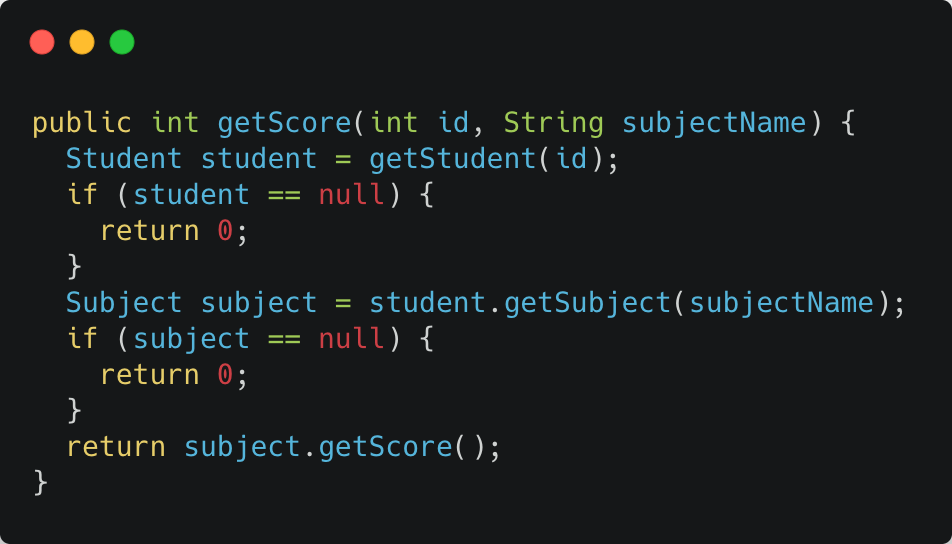 public int getScore(int id, String subjectName) {
  Student student = getStudent(id);
  if (student == null) {
    return 0;
  }
  Subject subject = student.getSubject(subjectName);
  if (subject == null) {
    return 0;
  }
  return subject.getScore();
}